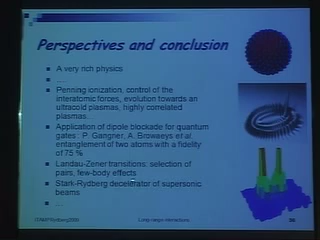 Perspectives and conclusion
A very rich physics
....
Penning ionization, control of the
interatomic forces, evolution towards an
ultracold plasmas, highly correlated
plasmas...
Application of dipole blockade for quantum
gates : P. Gangner, A. Browaeys et al.
entanglement of two atoms with a fidelity
of 75 %
Landau-Zener transitions: selection of
pairs, few-body effects
Stark-Rydberg decelerator of supersonic
beams
...
Long-range interactions